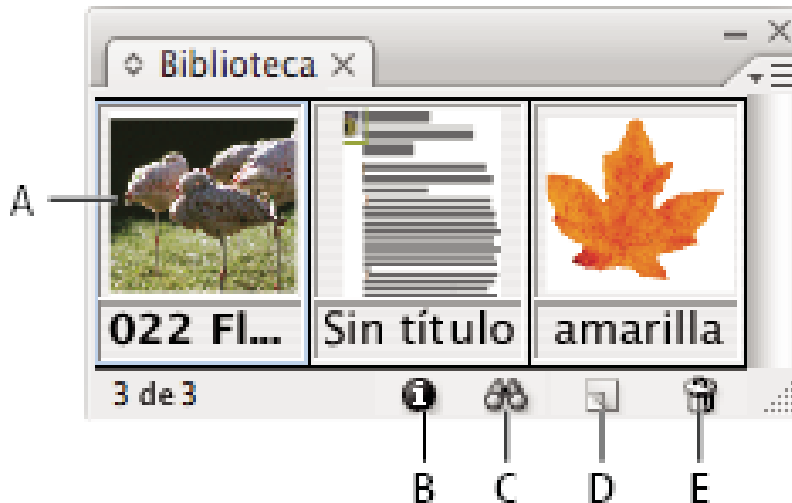 Biblioteca
A
022 Fl...
Sin título
amarilla
3 de 3
B
C
D
E